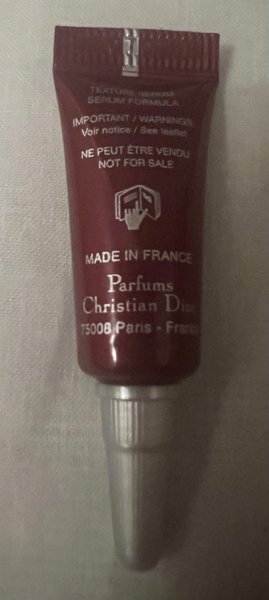 TEXTURE SÉRUM
SERUM FORMULA
IMPORTANT / WARNINGS:
Voir notice / See leaflet
NE PEUT ÊTRE VENDU
NOT FOR SALE
MADE IN FRANCE
Parfums
Christian Dior
75008 Paris - France